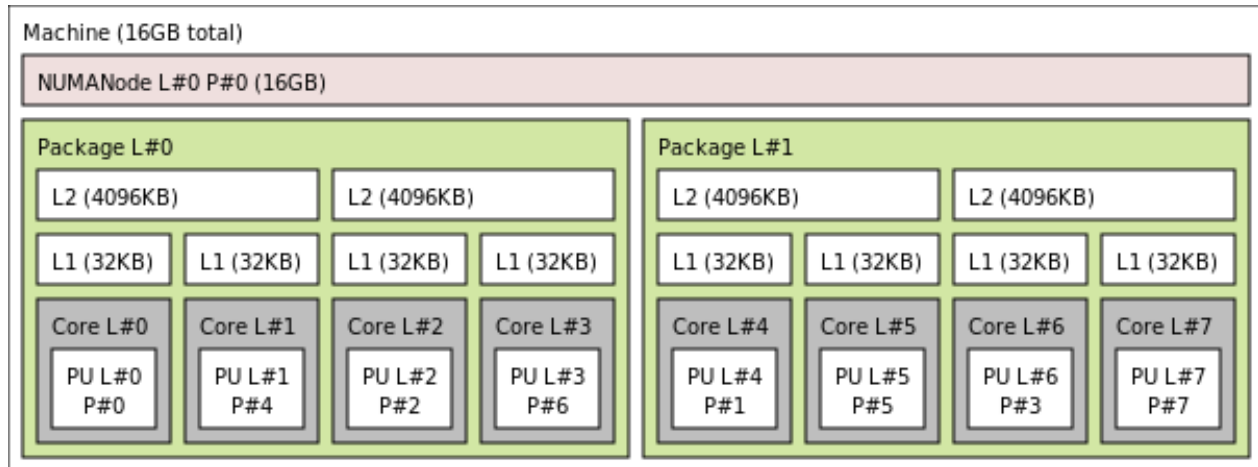 Machine (16GB total)
NUMANode L#0 P#0 (16GB)
Package L#0
L2 (4096KB)
L2 (4096KB)
L1 (32KB)
L1 (32KB)
L1 (32KB)
L1 (32KB)
Core L#0
PU L#0
P#0
Core L#1
PU L#1
P#4
Core L#2
PU L#2
P#2
Core L#3
PU L#3
P#6
Package L#1
L2 (4096KB)
L2 (4096KB)
L1 (32KB)
L1 (32KB)
L1 (32KB)
L1 (32KB)
Core L#4
PU L#4
P#1
Core L#5
PU L#5
P#5
Core L#6
PU L#6
P#3
Core L#7
PU L#7
P#7